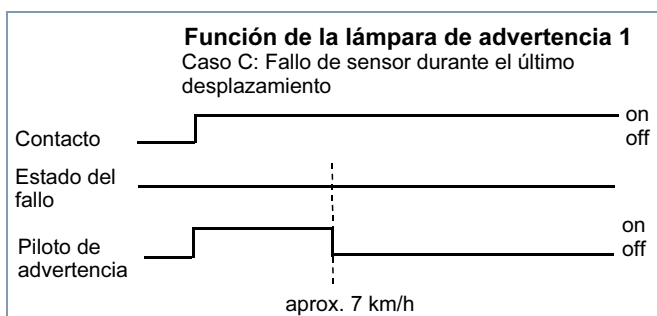 Función de la lámpara de advertencia 1
Caso C: Fallo de sensor durante el último
desplazamiento
on
Contacto
off
Estado del
fallo
on
Piloto de
off
advertencia
aprox. 7 km/h